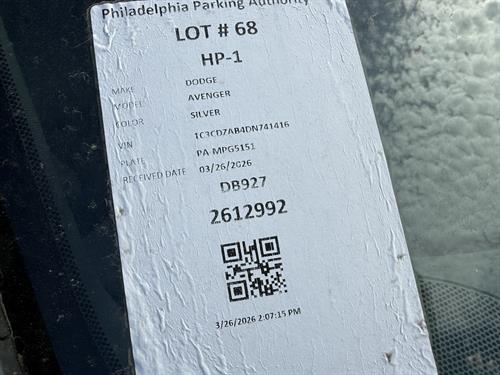 Philadelphia Parking Authority
LOT # 68
HP-1
MAKE DODGE
MODEL AVENGER
COLOR SILVER
VIN 1C3CD7AB4DN741416
PLATE PA-MPG5151
RECEIVED DATE 03/26/2026
DB927
2612992
3/26/2026 2:07:15 PM